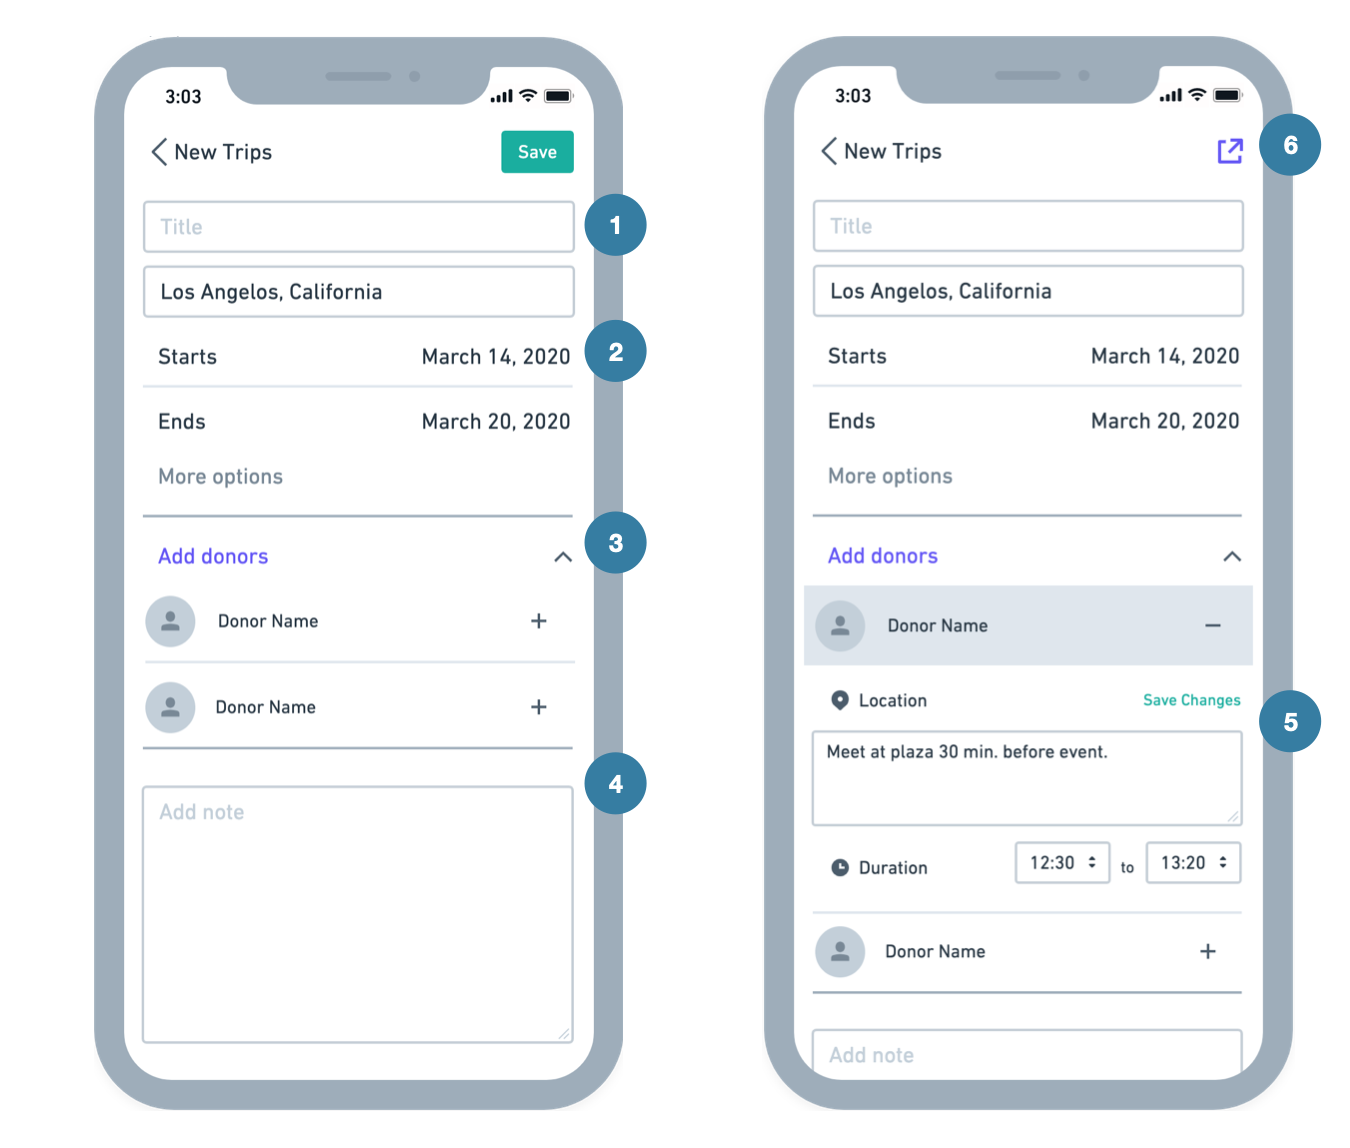 3:03
New Trips
Save
Title
1
Los Angelos, California
Starts
March 14, 2020
2
Ends
March 20, 2020
More options
Add donors
3
Donor Name
+
Donor Name
+
4
Add note
3:03
New Trips
6
Title
Los Angelos, California
Starts
March 14, 2020
Ends
March 20, 2020
More options
Add donors
Donor Name
−
Location
Save Changes
5
Meet at plaza 30 min. before event.
Duration
12:30
to
13:20
Donor Name
+
Add note